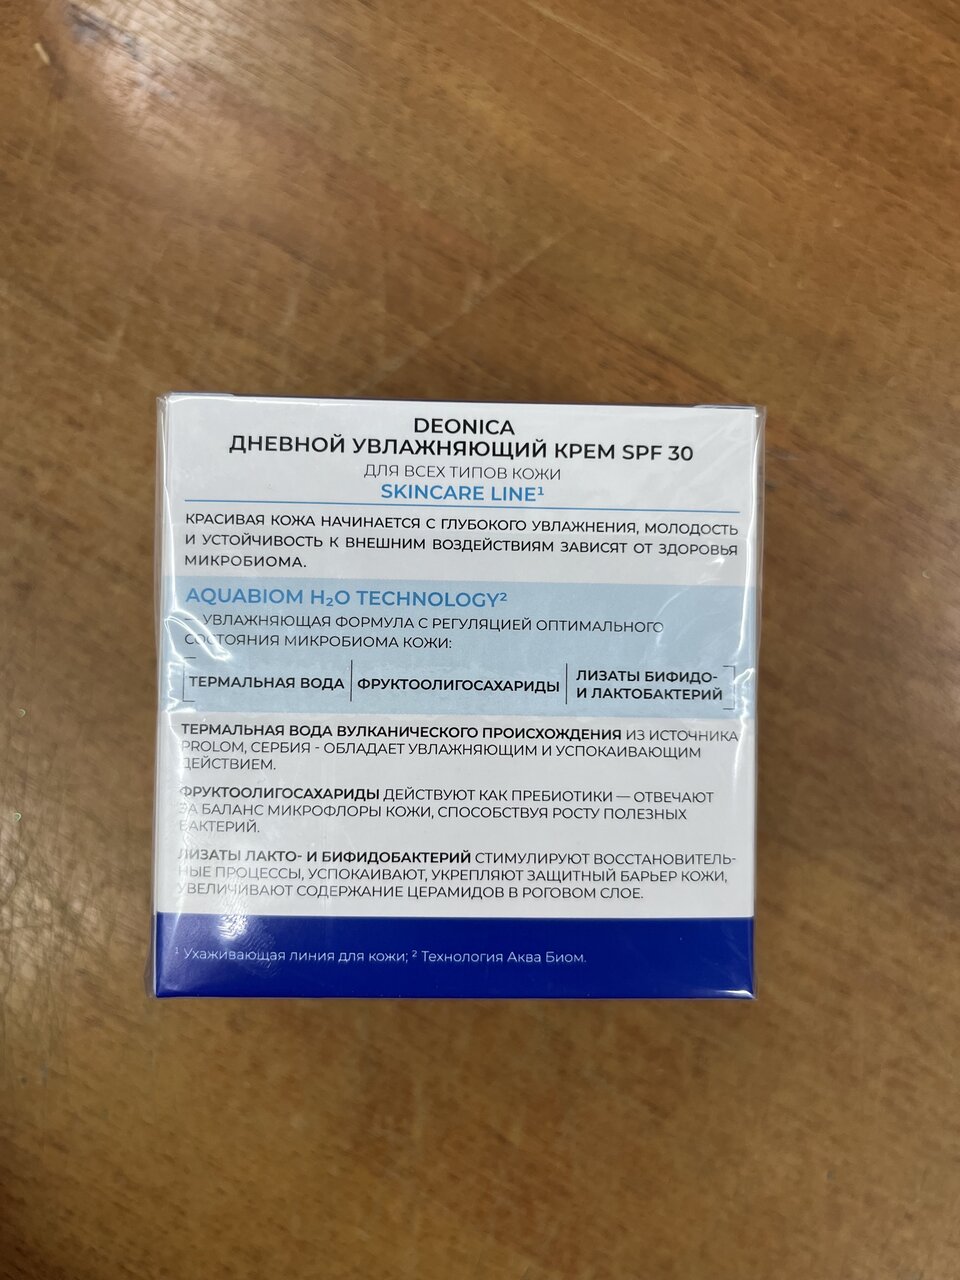 DEONICA
ДНЕВНОЙ УВЛАЖНЯЮЩИЙ КРЕМ SPF 30
ДЛЯ ВСЕХ ТИПОВ КОЖИ
SKINCARE LINE¹
КРАСИВАЯ КОЖА НАЧИНАЕТСЯ С ГЛУБОКОГО УВЛАЖНЕНИЯ, МОЛОДОСТЬ
И УСТОЙЧИВОСТЬ К ВНЕШНИМ ВОЗДЕЙСТВИЯМ ЗАВИСЯТ ОТ ЗДОРОВЬЯ
МИКРОБИОМА.
AQUABIOM H₂O TECHNOLOGY²
— УВЛАЖНЯЮЩАЯ ФОРМУЛА С РЕГУЛЯЦИЕЙ ОПТИМАЛЬНОГО
СОСТОЯНИЯ МИКРОБИОМА КОЖИ:
ТЕРМАЛЬНАЯ ВОДА
ФРУКТООЛИГОСАХАРИДЫ
ЛИЗАТЫ БИФИДО-
И ЛАКТОБАКТЕРИЙ
ТЕРМАЛЬНАЯ ВОДА ВУЛКАНИЧЕСКОГО ПРОИСХОЖДЕНИЯ ИЗ ИСТОЧНИКА
PROLOM, СЕРБИЯ - ОБЛАДАЕТ УВЛАЖНЯЮЩИМ И УСПОКАИВАЮЩИМ
ДЕЙСТВИЕМ.
ФРУКТООЛИГОСАХАРИДЫ ДЕЙСТВУЮТ КАК ПРЕБИОТИКИ — ОТВЕЧАЮТ
ЗА БАЛАНС МИКРОФЛОРЫ КОЖИ, СПОСОБСТВУЯ РОСТУ ПОЛЕЗНЫХ
БАКТЕРИЙ.
ЛИЗАТЫ ЛАКТО- И БИФИДОБАКТЕРИЙ СТИМУЛИРУЮТ ВОССТАНОВИТЕЛЬ-
НЫЕ ПРОЦЕССЫ, УСПОКАИВАЮТ, УКРЕПЛЯЮТ ЗАЩИТНЫЙ БАРЬЕР КОЖИ,
УВЕЛИЧИВАЮТ СОДЕРЖАНИЕ ЦЕРАМИДОВ В РОГОВОМ СЛОЕ.
¹ Ухаживающая линия для кожи; ² Технология Аква Биом.